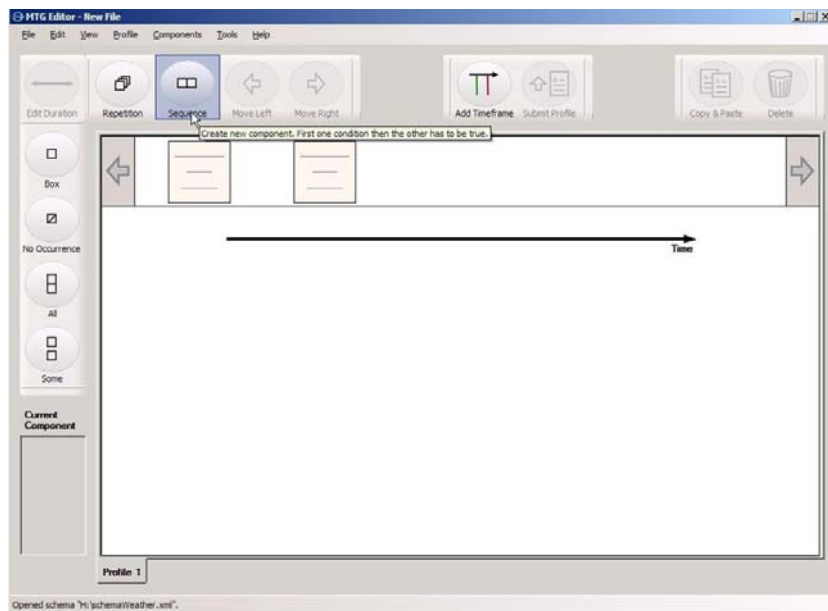 MTG Editor - New File
File Edit View Profile Components Tools Help
Edit Duration Repetition Sequence Move Left Move Right Add Timeframe Submit Profile Copy & Paste Delete
Create new component. First one condition then the other has to be true.
Box
No Occurrence
Time
All
Some
Current
Component
Profile 1
Opened schema "H:\schemaWeather.xml".